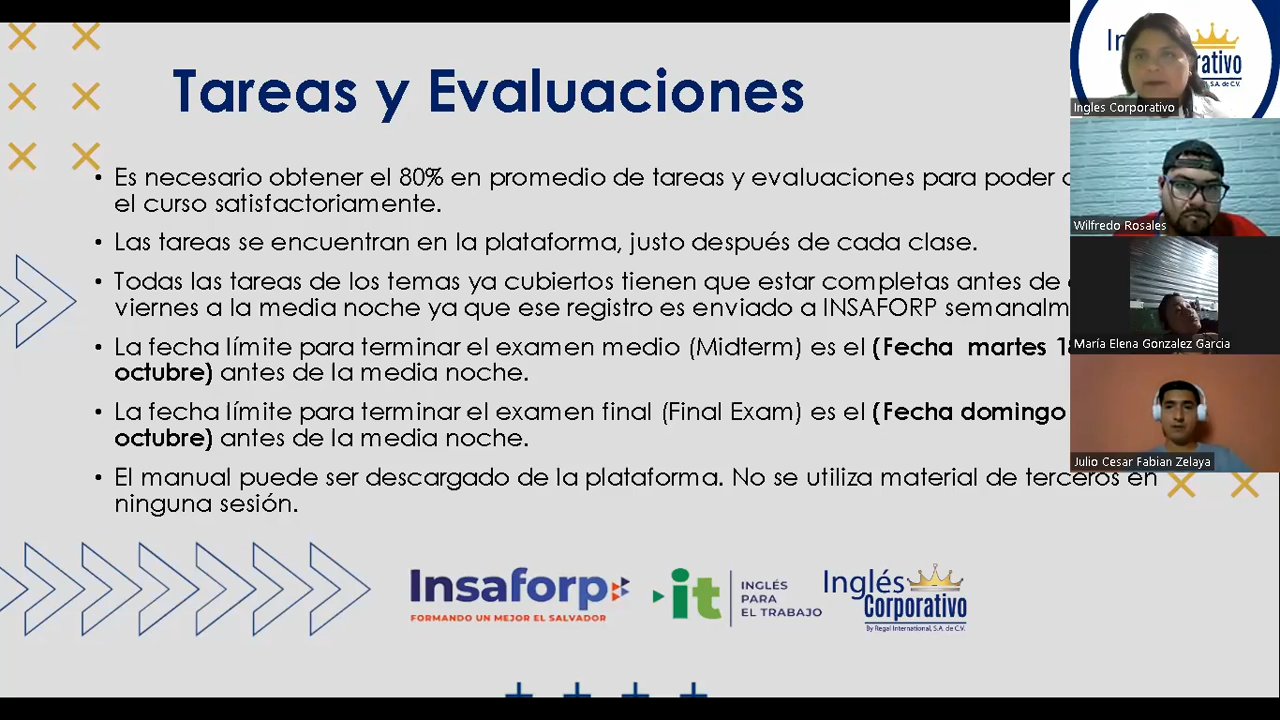 Tareas y Evaluaciones
• Es necesario obtener el 80% en promedio de tareas y evaluaciones para poder
el curso satisfactoriamente.
• Las tareas se encuentran en la plataforma, justo después de cada clase.
• Todas las tareas de los temas ya cubiertos tienen que estar completas antes de
viernes a la media noche ya que ese registro es enviado a INSAFORP
• La fecha límite para terminar el examen medio (Midterm) es el (Fecha martes
octubre) antes de la media noche.
• La fecha límite para terminar el examen final (Final Exam) es el (Fecha domingo
octubre) antes de la media noche.
• El manual puede ser descargado de la plataforma. No se utiliza material de terceros en
ninguna sesión.
Insaforp
FORMANDO UN MEJOR EL SALVADOR
it
INGLÉS
PARA
EL TRABAJO
Inglés
Corporativo
By Regal International, S.A. de C.V.
Ingles Corporativo
Wilfredo Rosales
María Elena Gonzalez Garcia
Julio Cesar Fabian Zelaya